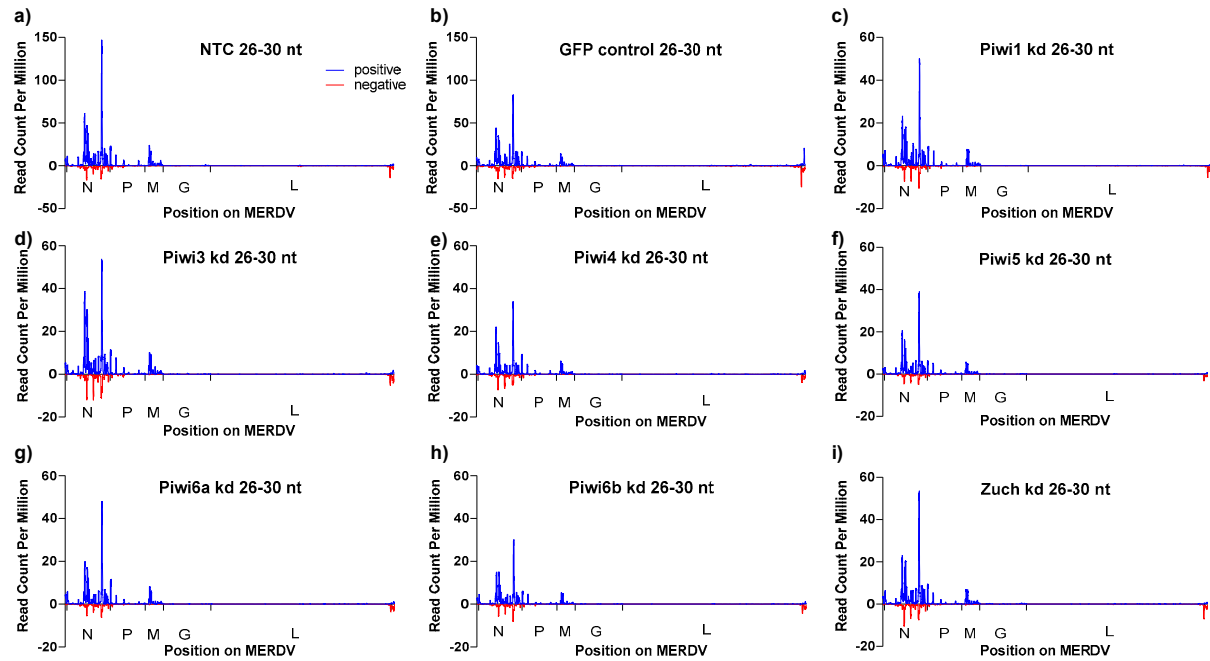 a)
NTC 26-30 nt
positive
negative
Read Count Per Million
150
100
50
0
-50
N P M G L
Position on MERDV
b)
GFP control 26-30 nt
Read Count Per Million
150
100
50
0
-50
N P M G L
Position on MERDV
c)
Piwi1 kd 26-30 nt
Read Count Per Million
60
40
20
0
-20
N P M G L
Position on MERDV
d)
Piwi3 kd 26-30 nt
Read Count Per Million
60
40
20
0
-20
N P M G L
Position on MERDV
e)
Piwi4 kd 26-30 nt
Read Count Per Million
60
40
20
0
-20
N P M G L
Position on MERDV
f)
Piwi5 kd 26-30 nt
Read Count Per Million
60
40
20
0
-20
N P M G L
Position on MERDV
g)
Piwi6a kd 26-30 nt
Read Count Per Million
60
40
20
0
-20
N P M G L
Position on MERDV
h)
Piwi6b kd 26-30 nt
Read Count Per Million
60
40
20
0
-20
N P M G L
Position on MERDV
i)
Zuch kd 26-30 nt
Read Count Per Million
60
40
20
0
-20
N P M G L
Position on MERDV